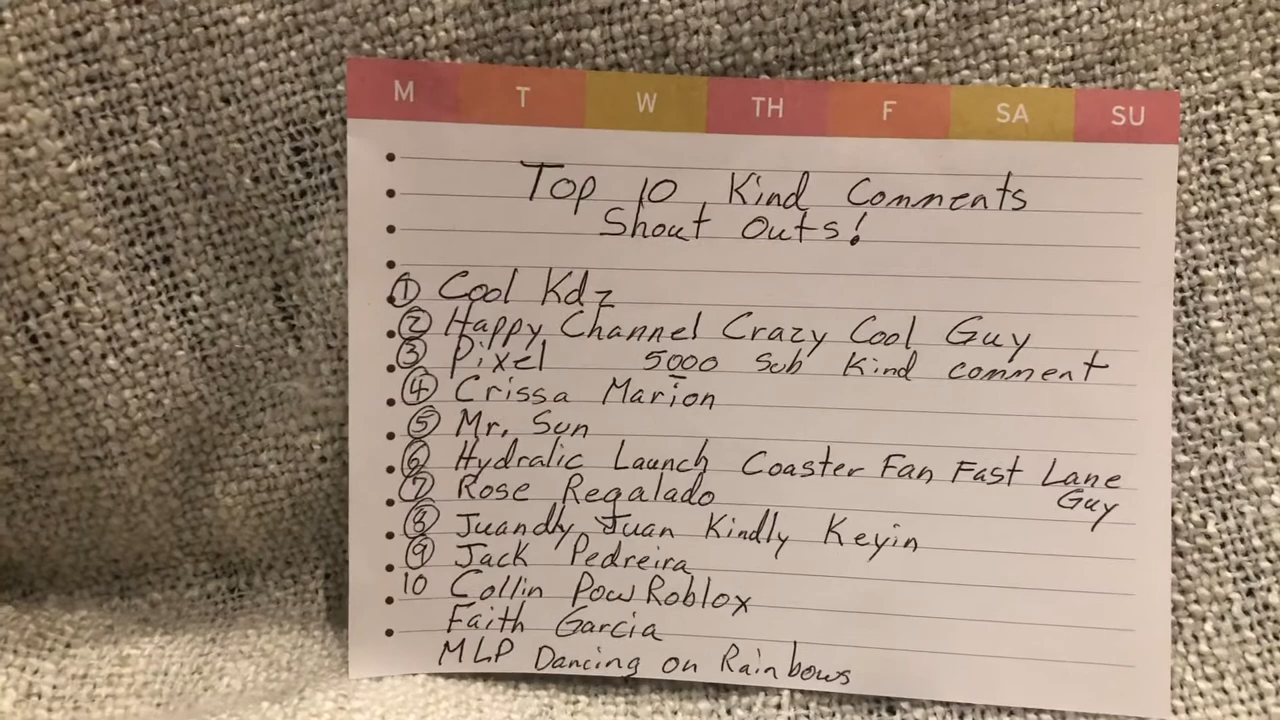 M T W TH F SA SU
Top 10 Kind Comments
Shout Outs!
① Cool Kdz
② Happy Channel Crazy Cool Guy
③ Pixel 5000 Sub Kind comment
④ Crissa Marion
⑤ Mr. Sun
⑥ Hydralic Launch Coaster Fan Fast Lane
Guy
⑦ Rose Regalado
⑧ Juandly Juan Kindly Keyin
⑨ Jack Pedreira
10 Collin Pow Roblox
Faith Garcia
MLP Dancing on Rainbows